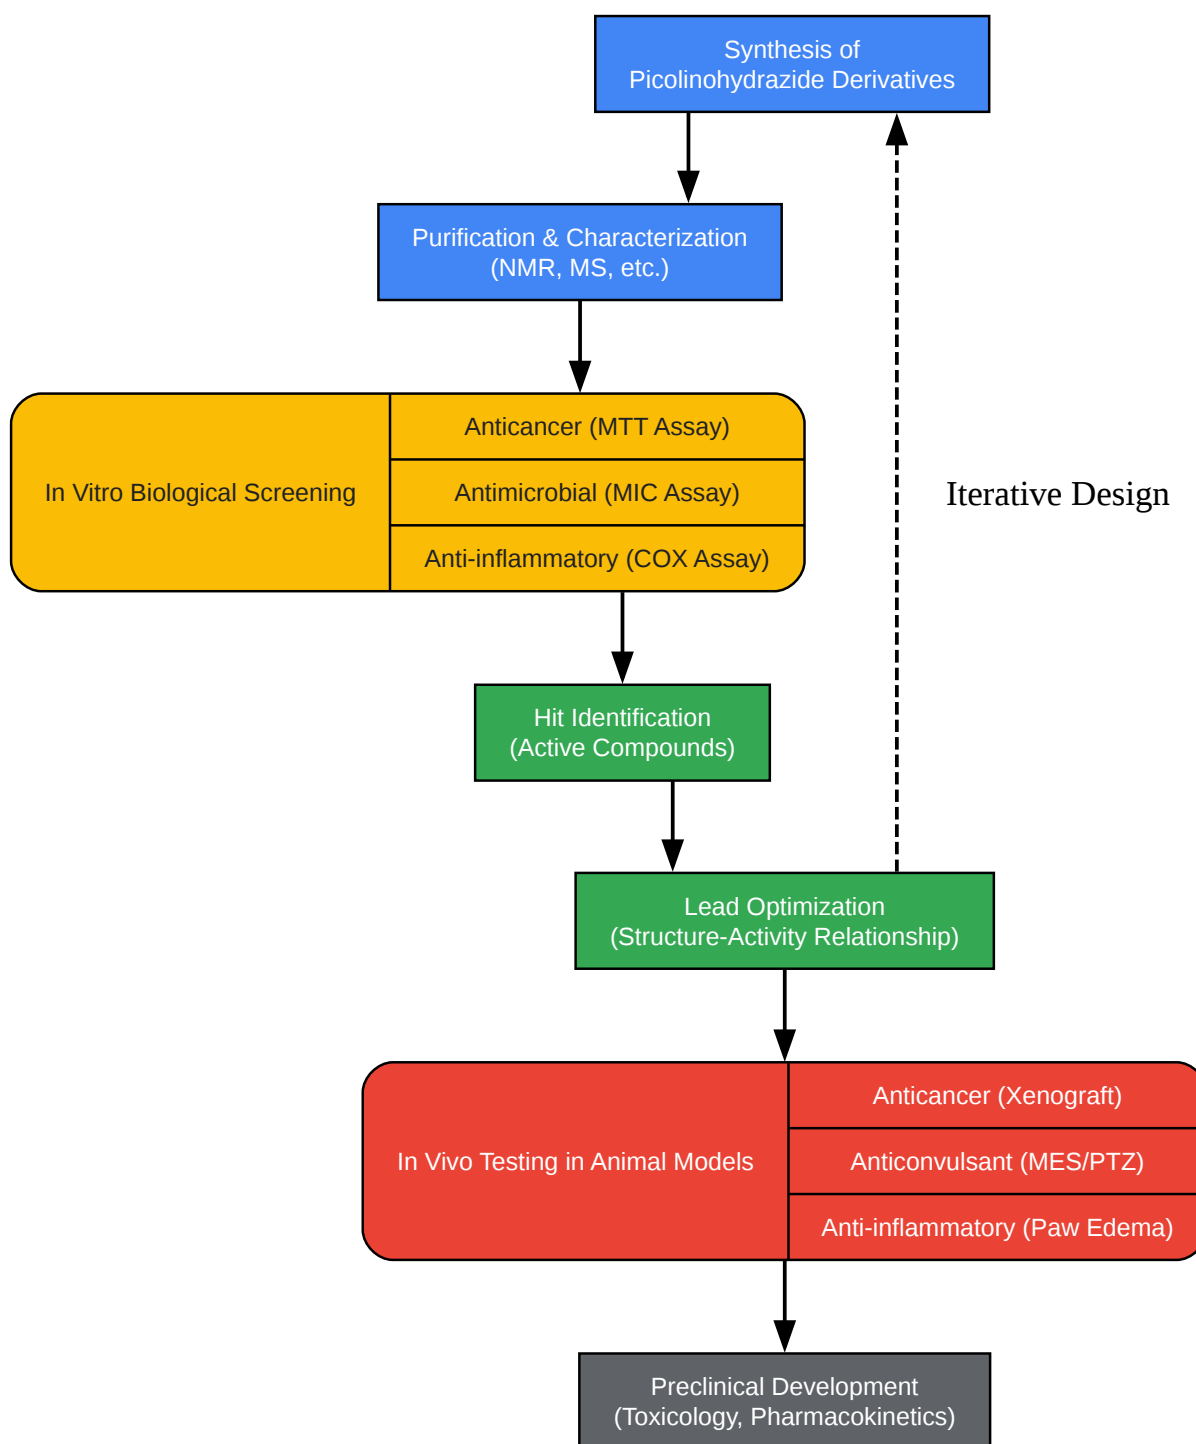 Synthesis of
Picolinohydrazide Derivatives
Purification & Characterization
(NMR, MS, etc.)
In Vitro Biological Screening
Anticancer (MTT Assay)
Antimicrobial (MIC Assay)
Anti-inflammatory (COX Assay)
Iterative Design
Hit Identification
(Active Compounds)
Lead Optimization
(Structure-Activity Relationship)
In Vivo Testing in Animal Models
Anticancer (Xenograft)
Anticonvulsant (MES/PTZ)
Anti-inflammatory (Paw Edema)
Preclinical Development
(Toxicology, Pharmacokinetics)